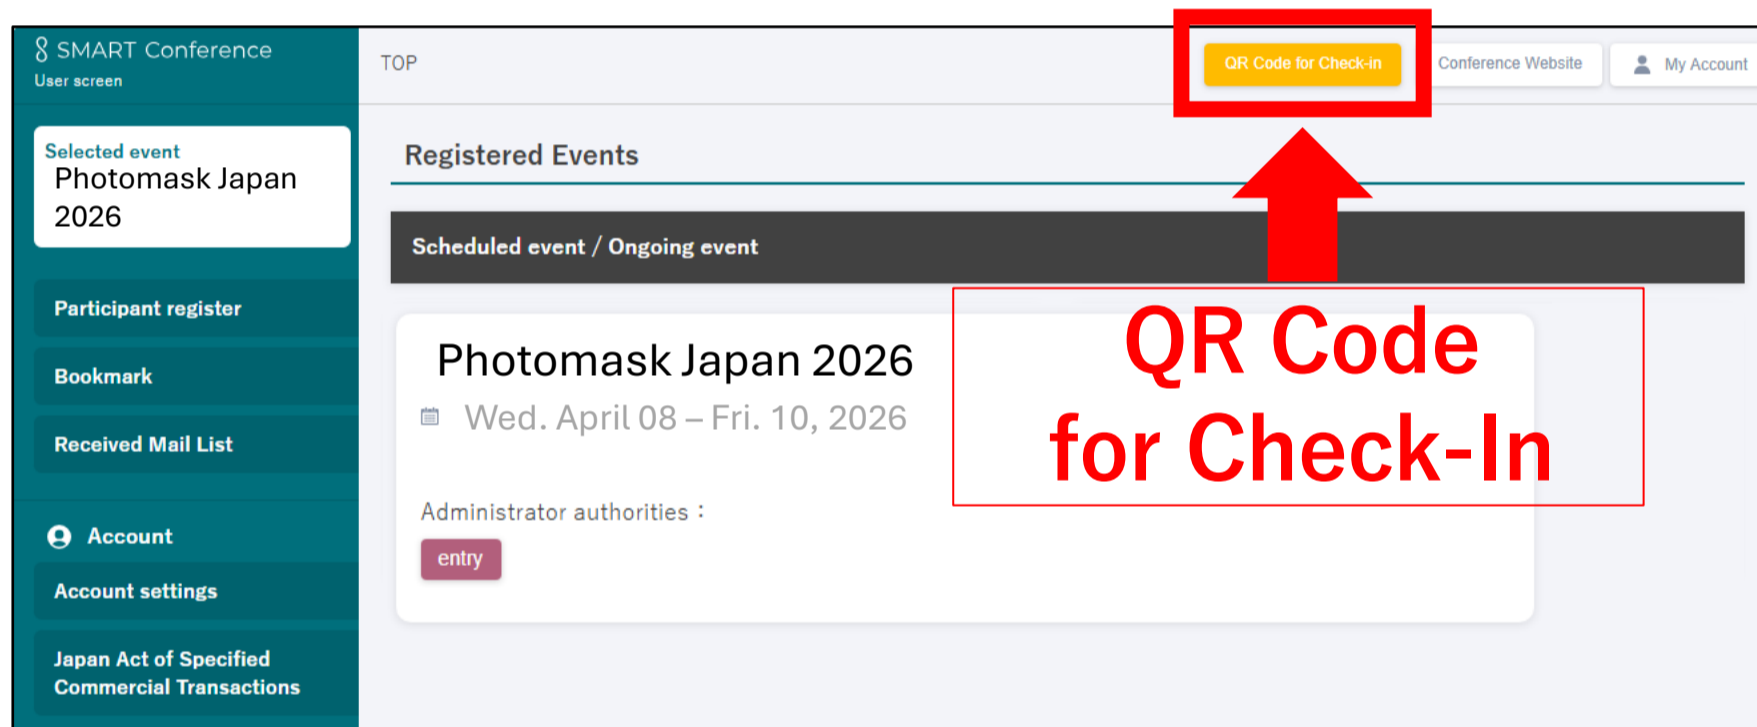 SMART Conference
User screen
TOP
QR Code for Check-in
Conference Website
My Account
Selected event
Photomask Japan
2026
Participant register
Bookmark
Received Mail List
Account
Account settings
Japan Act of Specified
Commercial Transactions
Registered Events
Scheduled event / Ongoing event
Photomask Japan 2026
Wed. April 08 – Fri. 10, 2026
Administrator authorities：
entry
QR Code
for Check-In